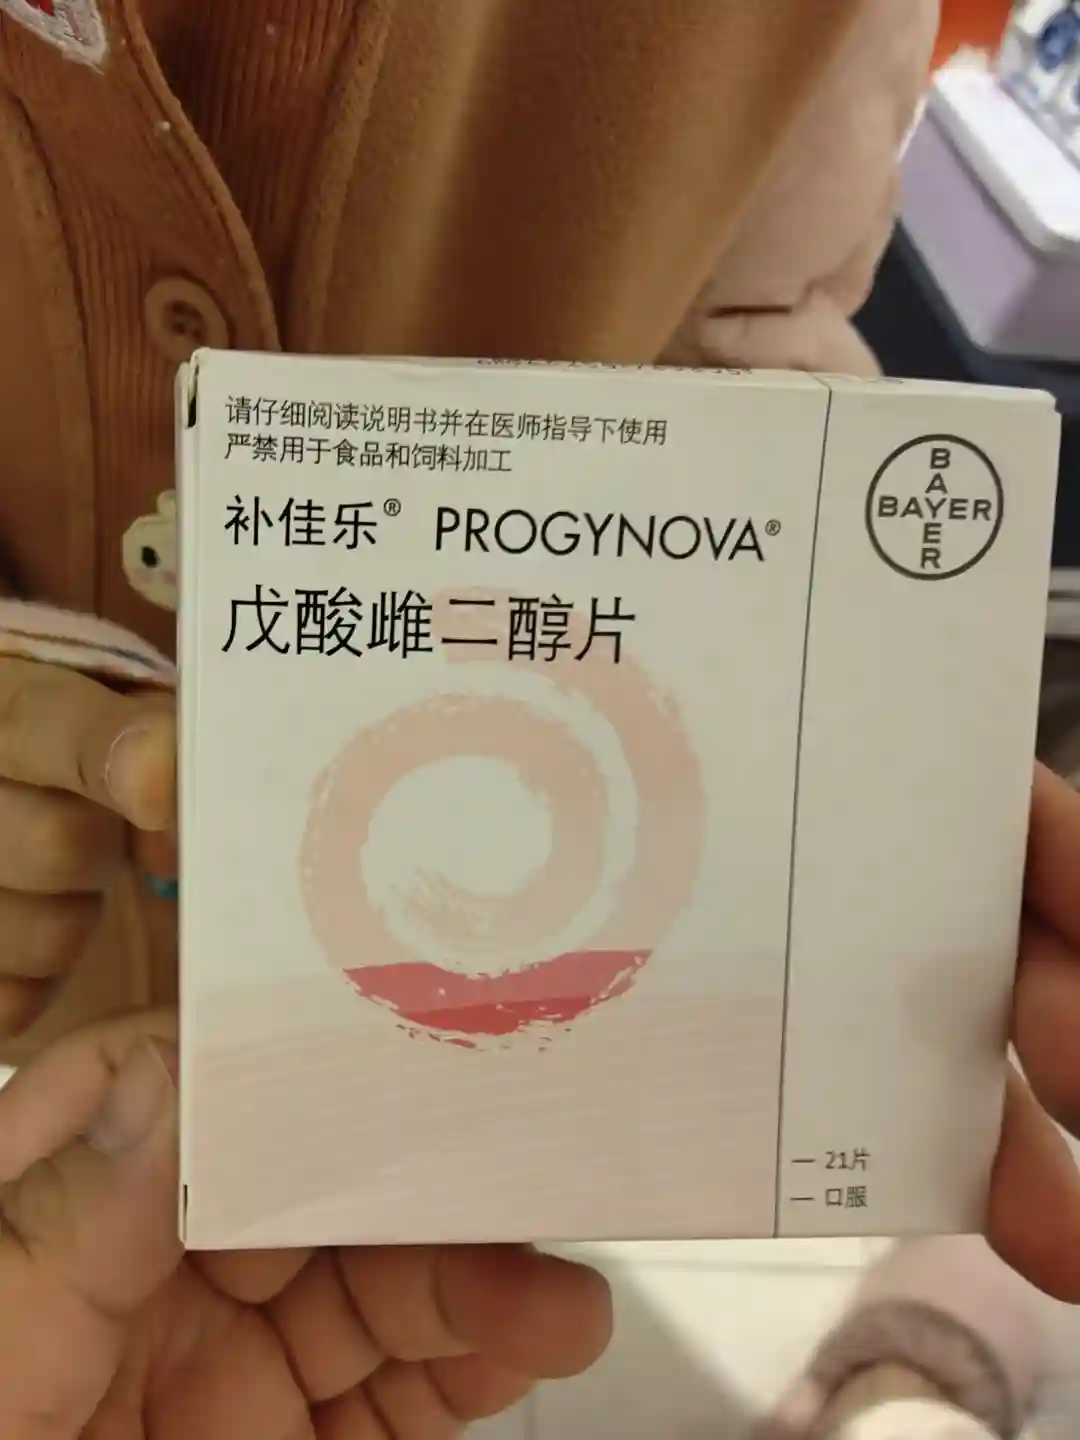 请仔细阅读说明书并在医师指导下使用
严禁用于食品和饲料加工
补佳乐® PROGYNOVA®
戊酸雌二醇片
BAYER
BAYER
— 21片
— 口服